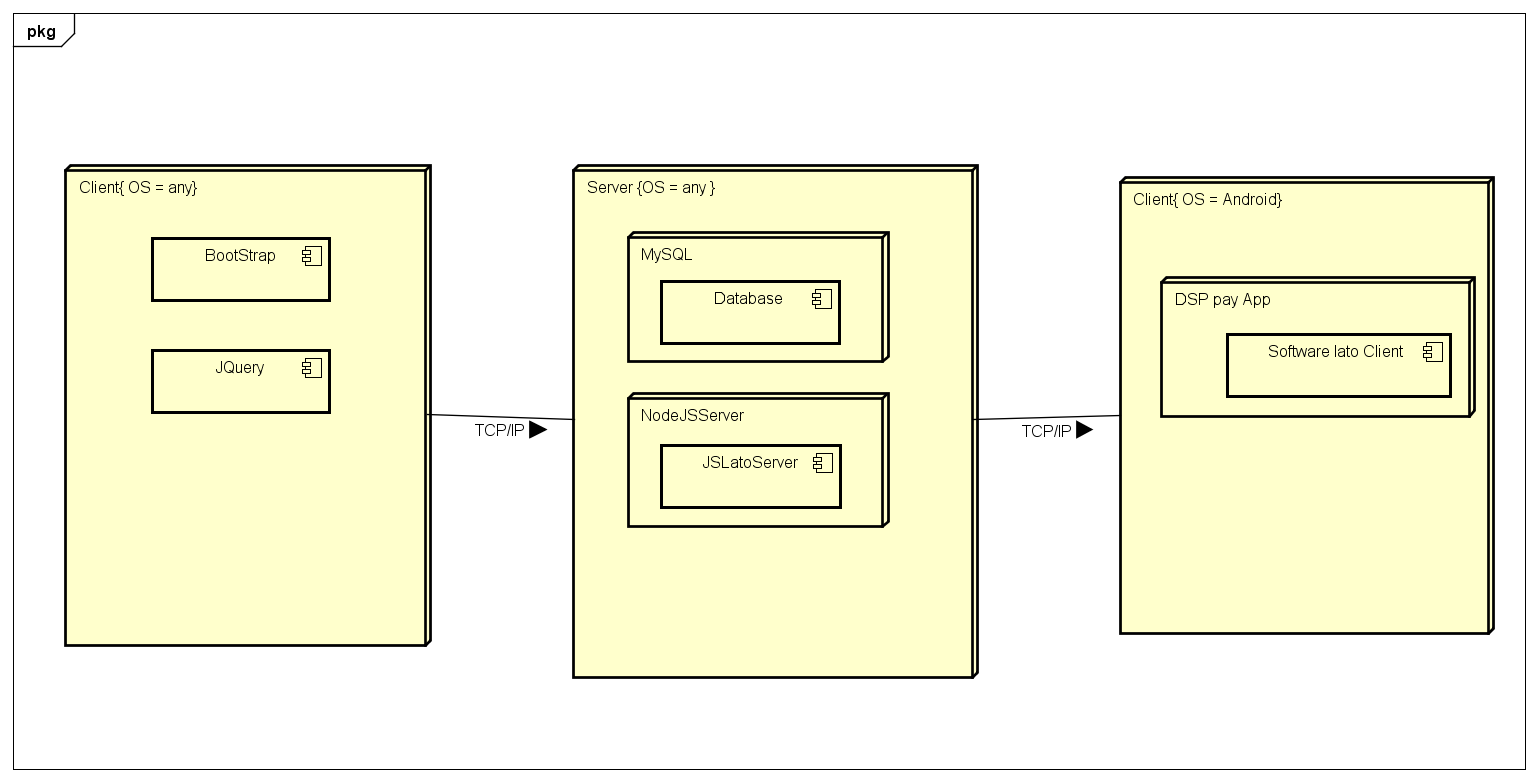 pkg
Client{ OS = any}
BootStrap
JQuery
TCP/IP
Server {OS = any }
MySQL
Database
NodeJSServer
JSLatoServer
TCP/IP
Client{ OS = Android}
DSP pay App
Software lato Client